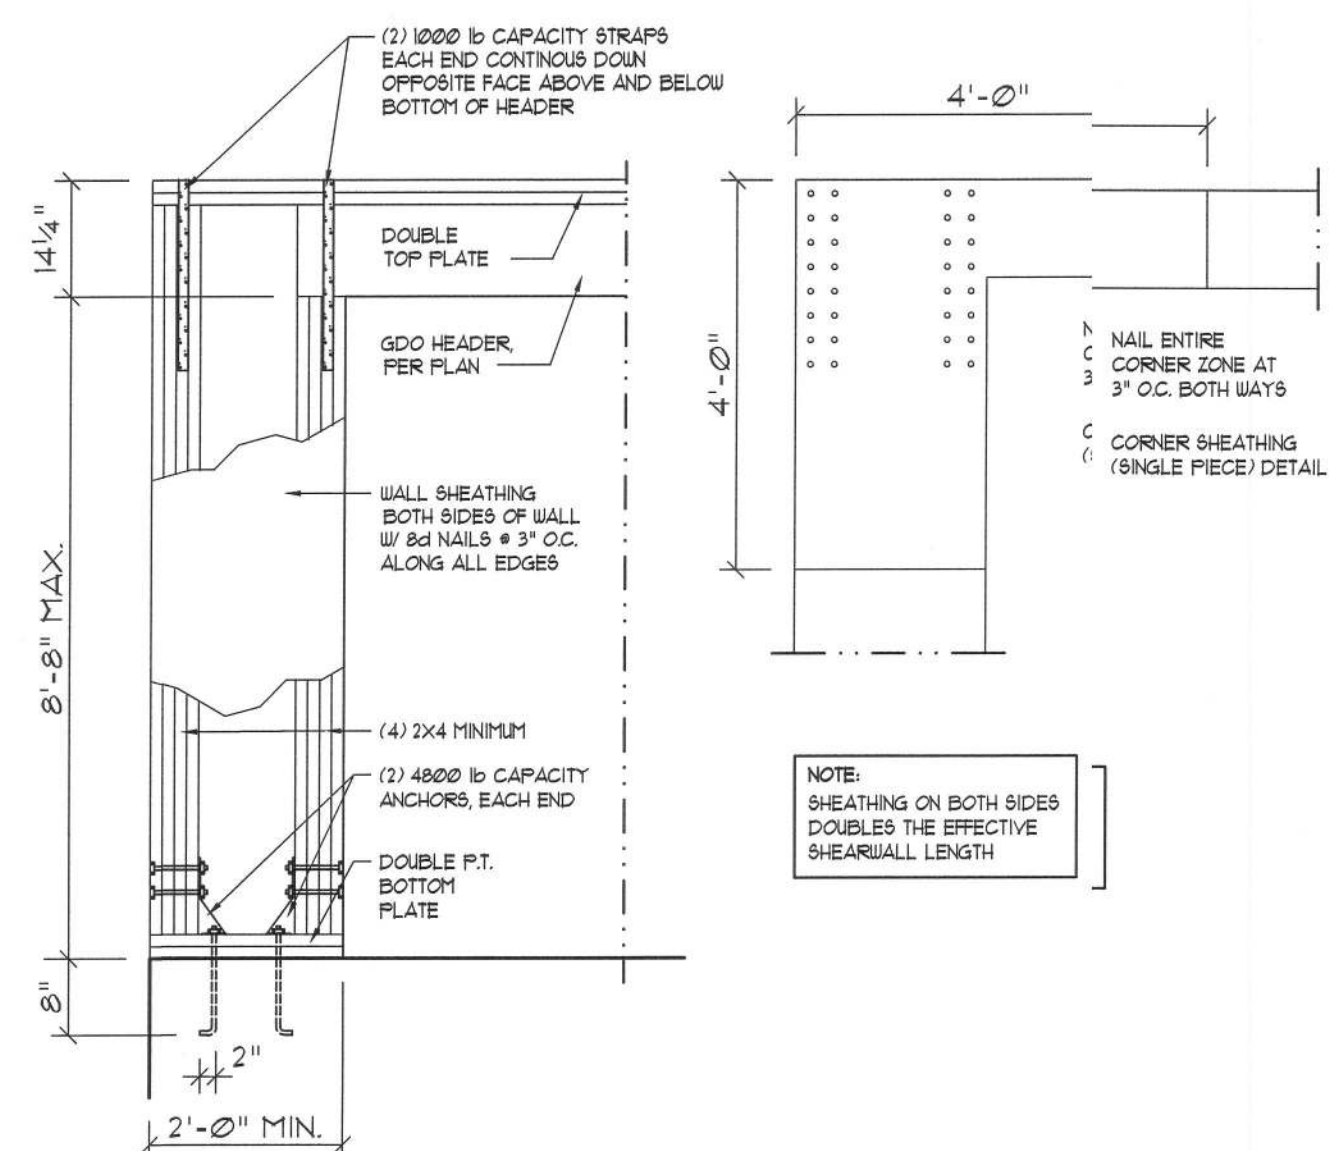 (2) 1000 lb CAPACITY STRAPS
EACH END CONTINOUS DOWN
OPPOSITE FACE ABOVE AND BELOW
BOTTOM OF HEADER
14 1/4"
DOUBLE
TOP PLATE
GDO HEADER,
PER PLAN
8'-8" MAX.
WALL SHEATHING
BOTH SIDES OF WALL
W/ 8d NAILS @ 3" O.C.
ALONG ALL EDGES
(4) 2X4 MINIMUM
(2) 4800 lb CAPACITY
ANCHORS, EACH END
DOUBLE P.T.
BOTTOM
PLATE
8"
2"
2'-0" MIN.
4'-0"
4'-0"
NAIL ENTIRE
CORNER ZONE AT
3" O.C. BOTH WAYS
CORNER SHEATHING
(SINGLE PIECE) DETAIL
NOTE:
SHEATHING ON BOTH SIDES
DOUBLES THE EFFECTIVE
SHEARWALL LENGTH